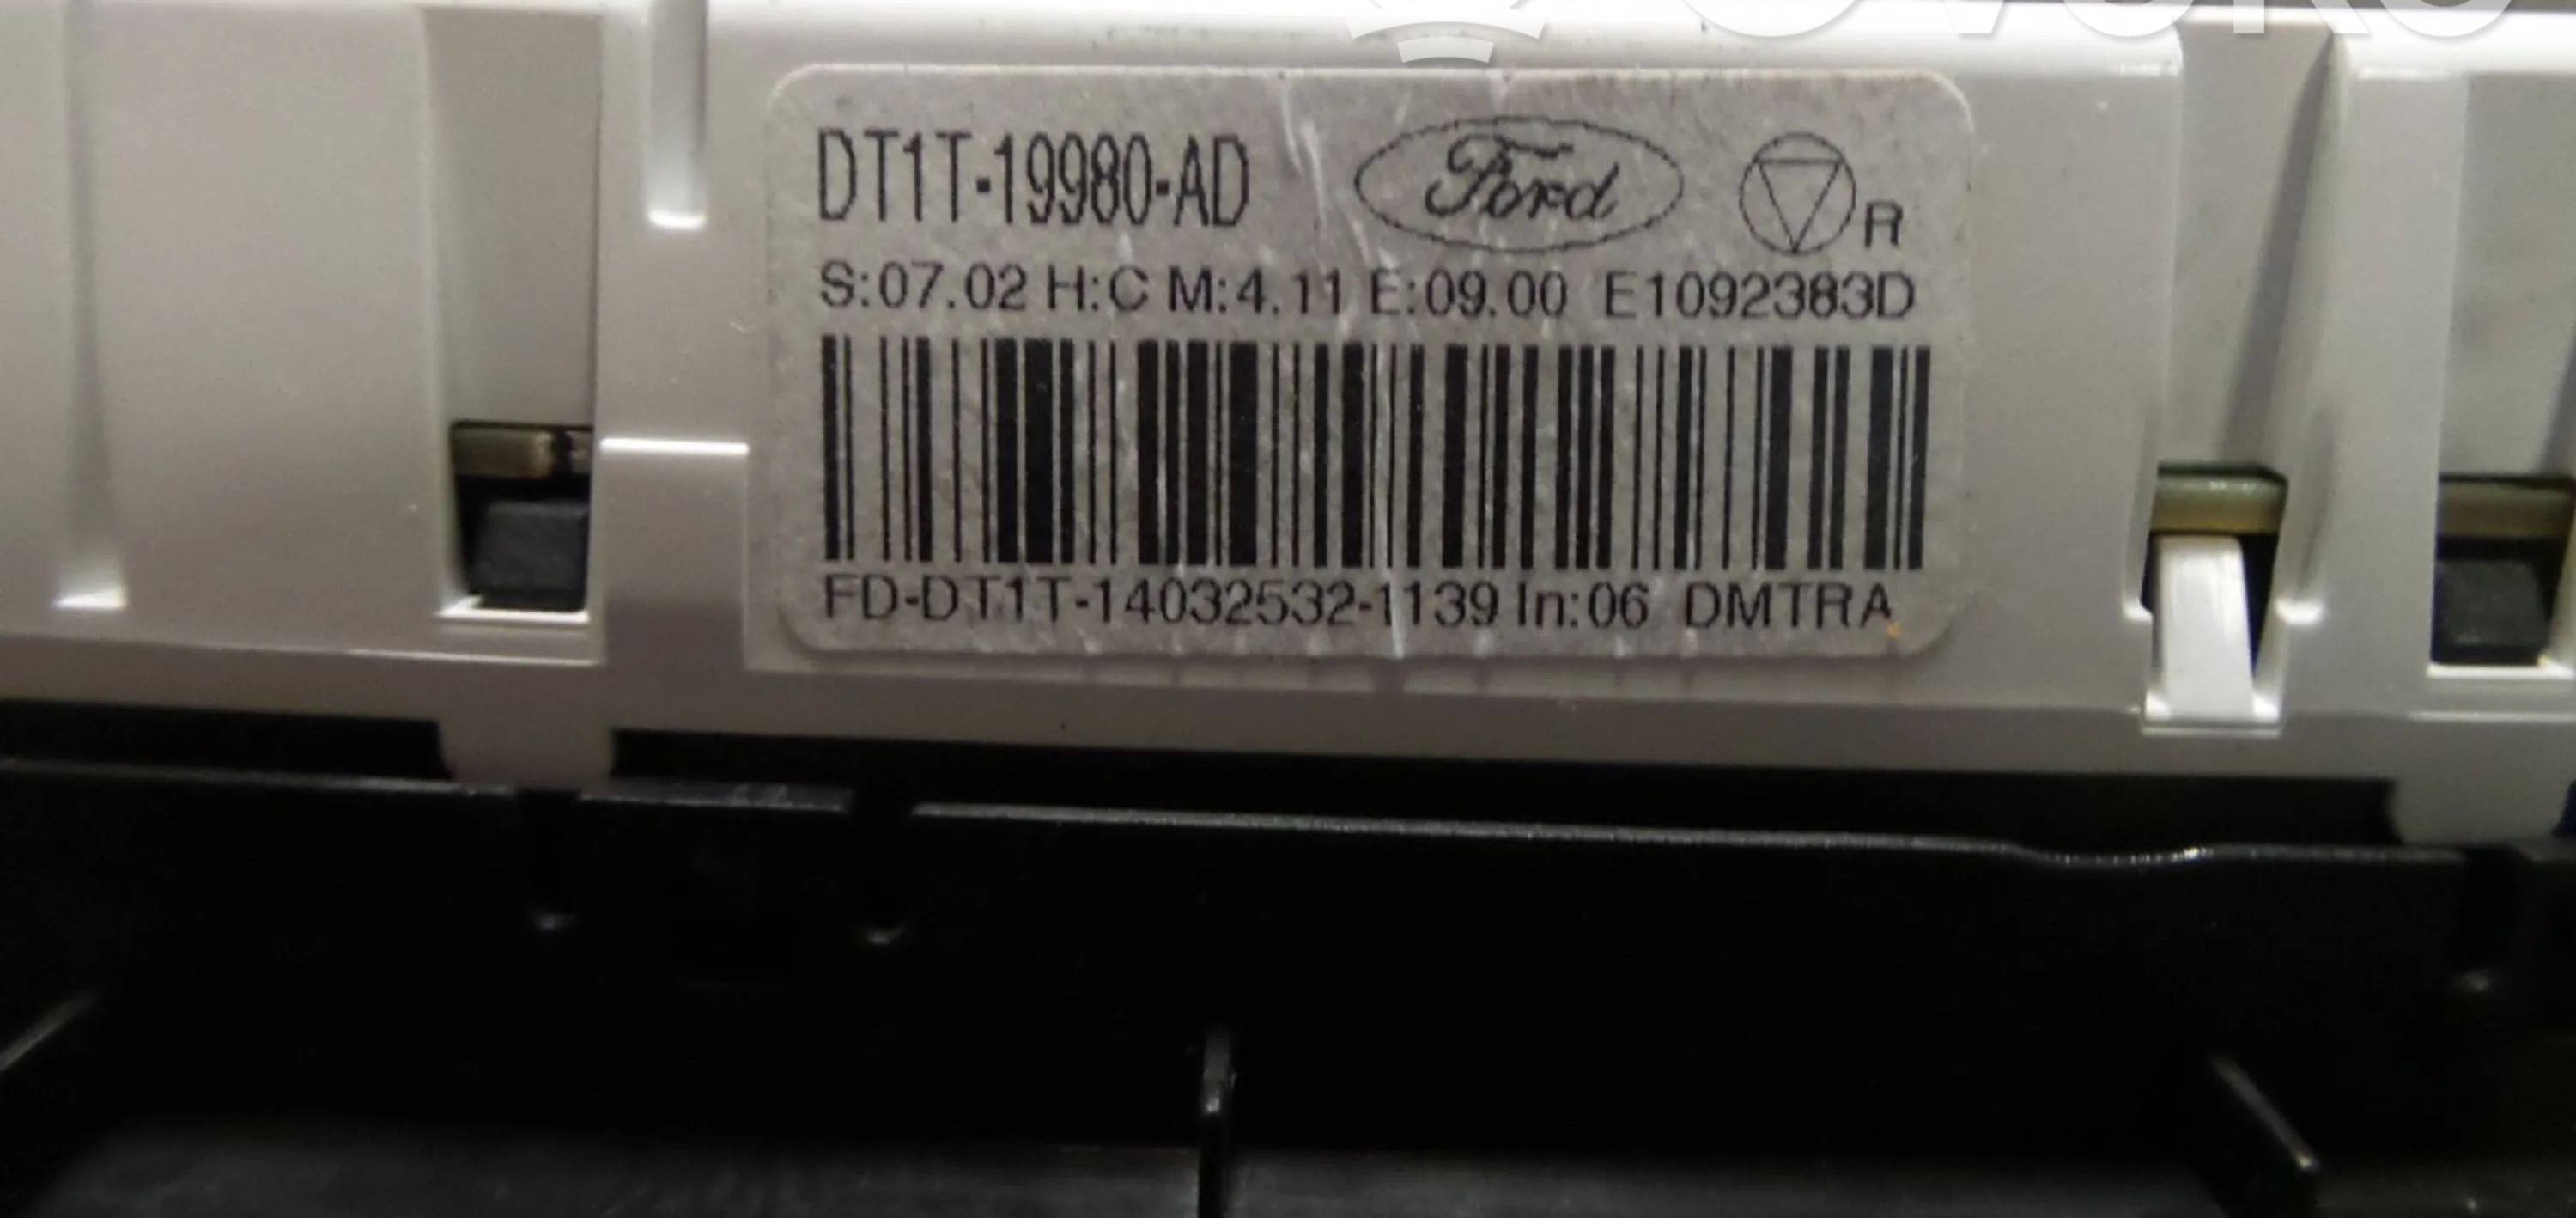 DT1T-19980-AD Ford R
S:07.02 H:C M:4.11 E:09.00 E1092383D
FD-DT1T-14032532-1139 In:06 DMTRA